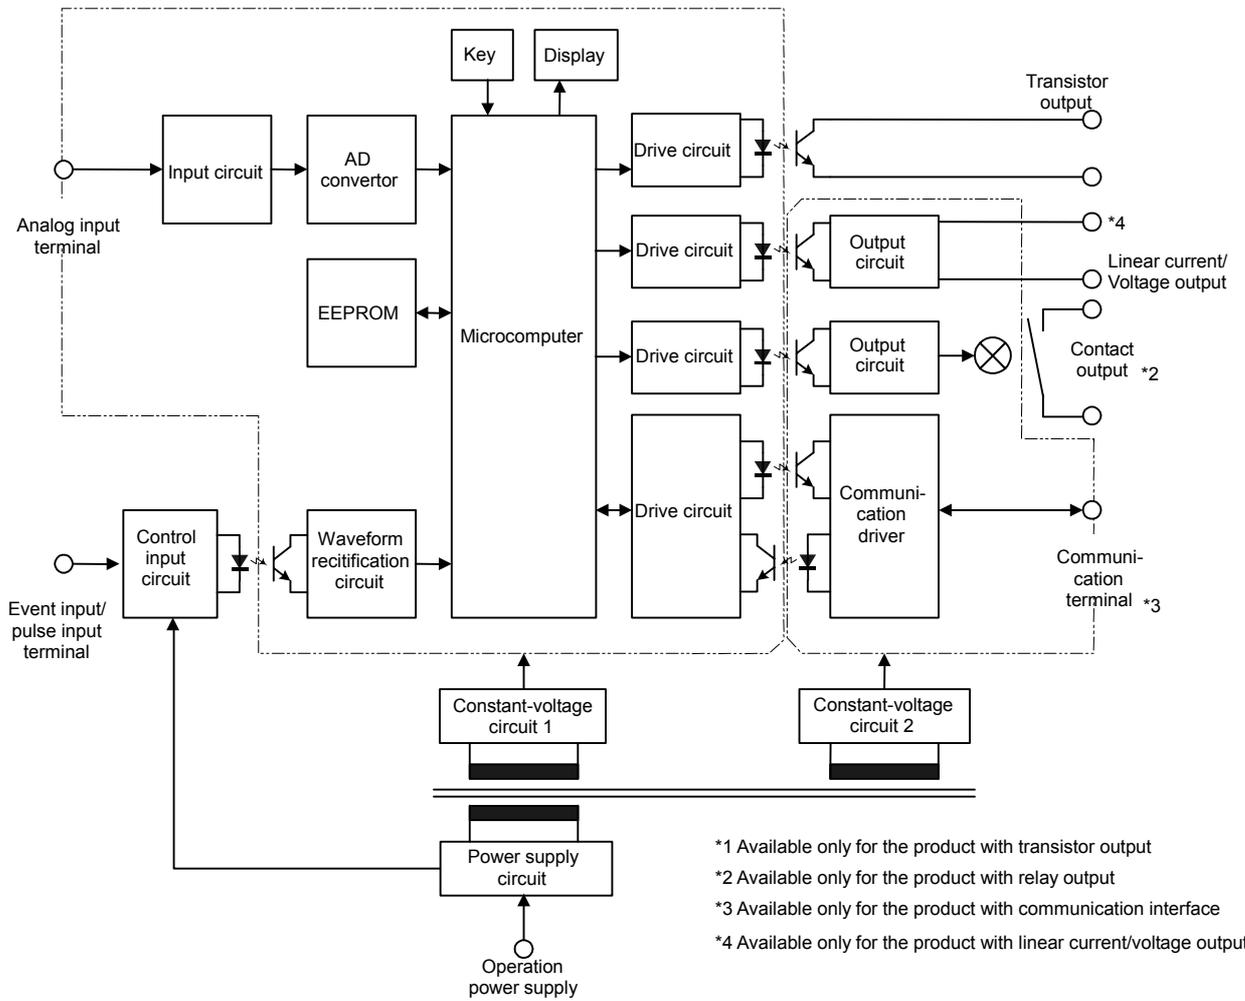 Key
Display
Transistor
output
Input circuit
AD
convertor
Drive circuit
Analog input
terminal
*4
Drive circuit
Output
circuit
Linear current/
Voltage output
EEPROM
Microcomputer
Drive circuit
Output
circuit
Contact
output *2
Control
input
circuit
Waveform
rectification
circuit
Drive circuit
Communi-
cation
driver
Communi-
cation
terminal *3
Event input/
pulse input
terminal
Constant-voltage
circuit 1
Constant-voltage
circuit 2
Power supply
circuit
Operation
power supply
*1 Available only for the product with transistor output
*2 Available only for the product with relay output
*3 Available only for the product with communication interface
*4 Available only for the product with linear current/voltage output